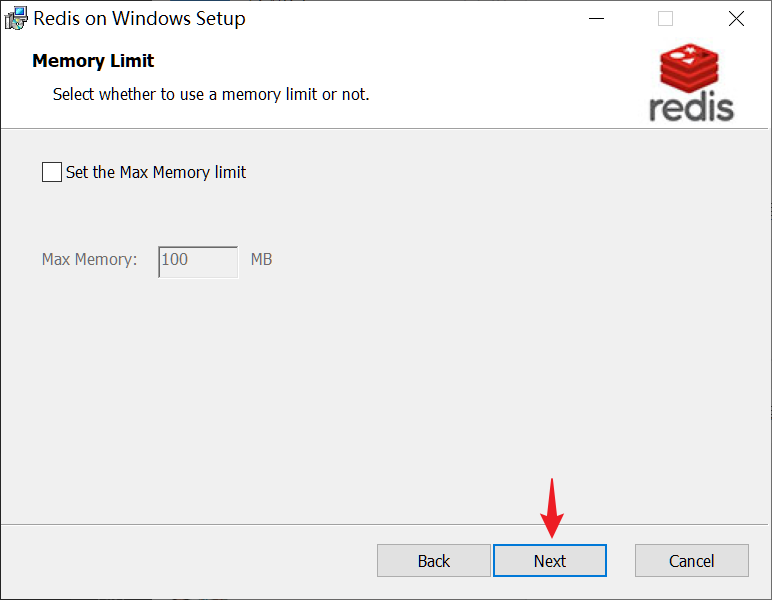 Redis on Windows Setup
Memory Limit
Select whether to use a memory limit or not.
redis
Set the Max Memory limit
Max Memory: 100 MB
Back Next Cancel